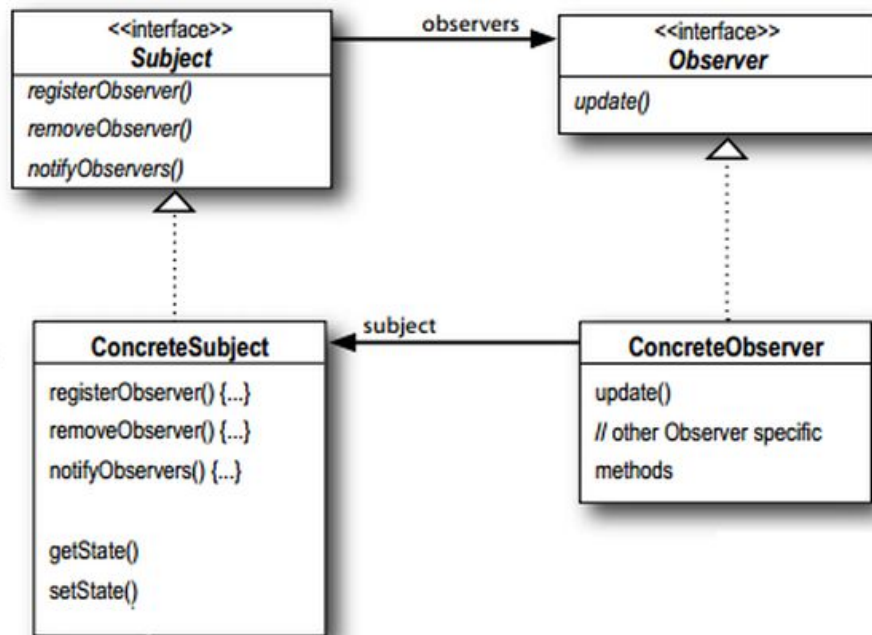 <<interface>>
Subject
registerObserver()
removeObserver()
notifyObservers()
observers
<<interface>>
Observer
update()
ConcreteSubject
registerObserver() {...}
removeObserver() {...}
notifyObservers() {...}
getState()
setState()
subject
ConcreteObserver
update()
// other Observer specific
methods